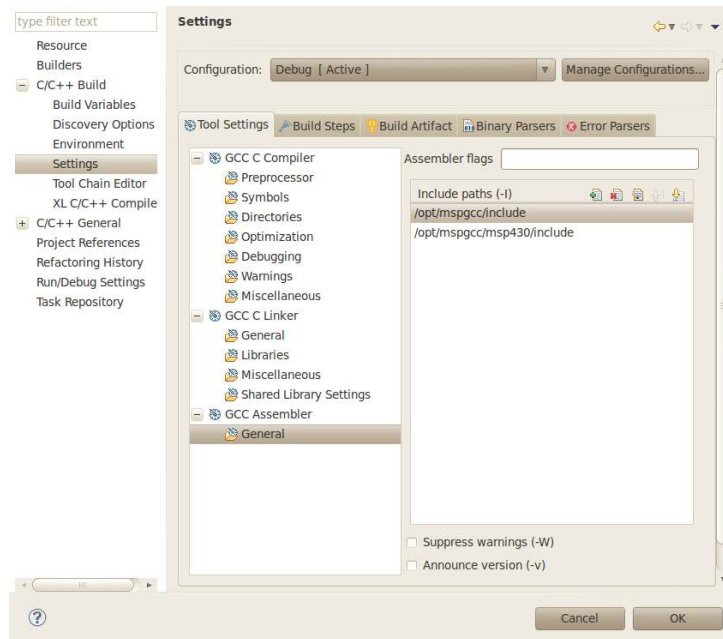 type filter text
Resource
Builders
C/C++ Build
Build Variables
Discovery Options
Environment
Settings
Tool Chain Editor
XL C/C++ Compile
C/C++ General
Project References
Refactoring History
Run/Debug Settings
Task Repository
Settings
Configuration:
Debug [ Active ]
Manage Configurations...
Tool Settings
Build Steps
Build Artifact
Binary Parsers
Error Parsers
GCC C Compiler
Preprocessor
Symbols
Directories
Optimization
Debugging
Warnings
Miscellaneous
GCC C Linker
General
Libraries
Miscellaneous
Shared Library Settings
GCC Assembler
General
Assembler flags
Include paths (-I)
/opt/mspgcc/include
/opt/mspgcc/msp430/include
Suppress warnings (-W)
Announce version (-v)
Cancel
OK